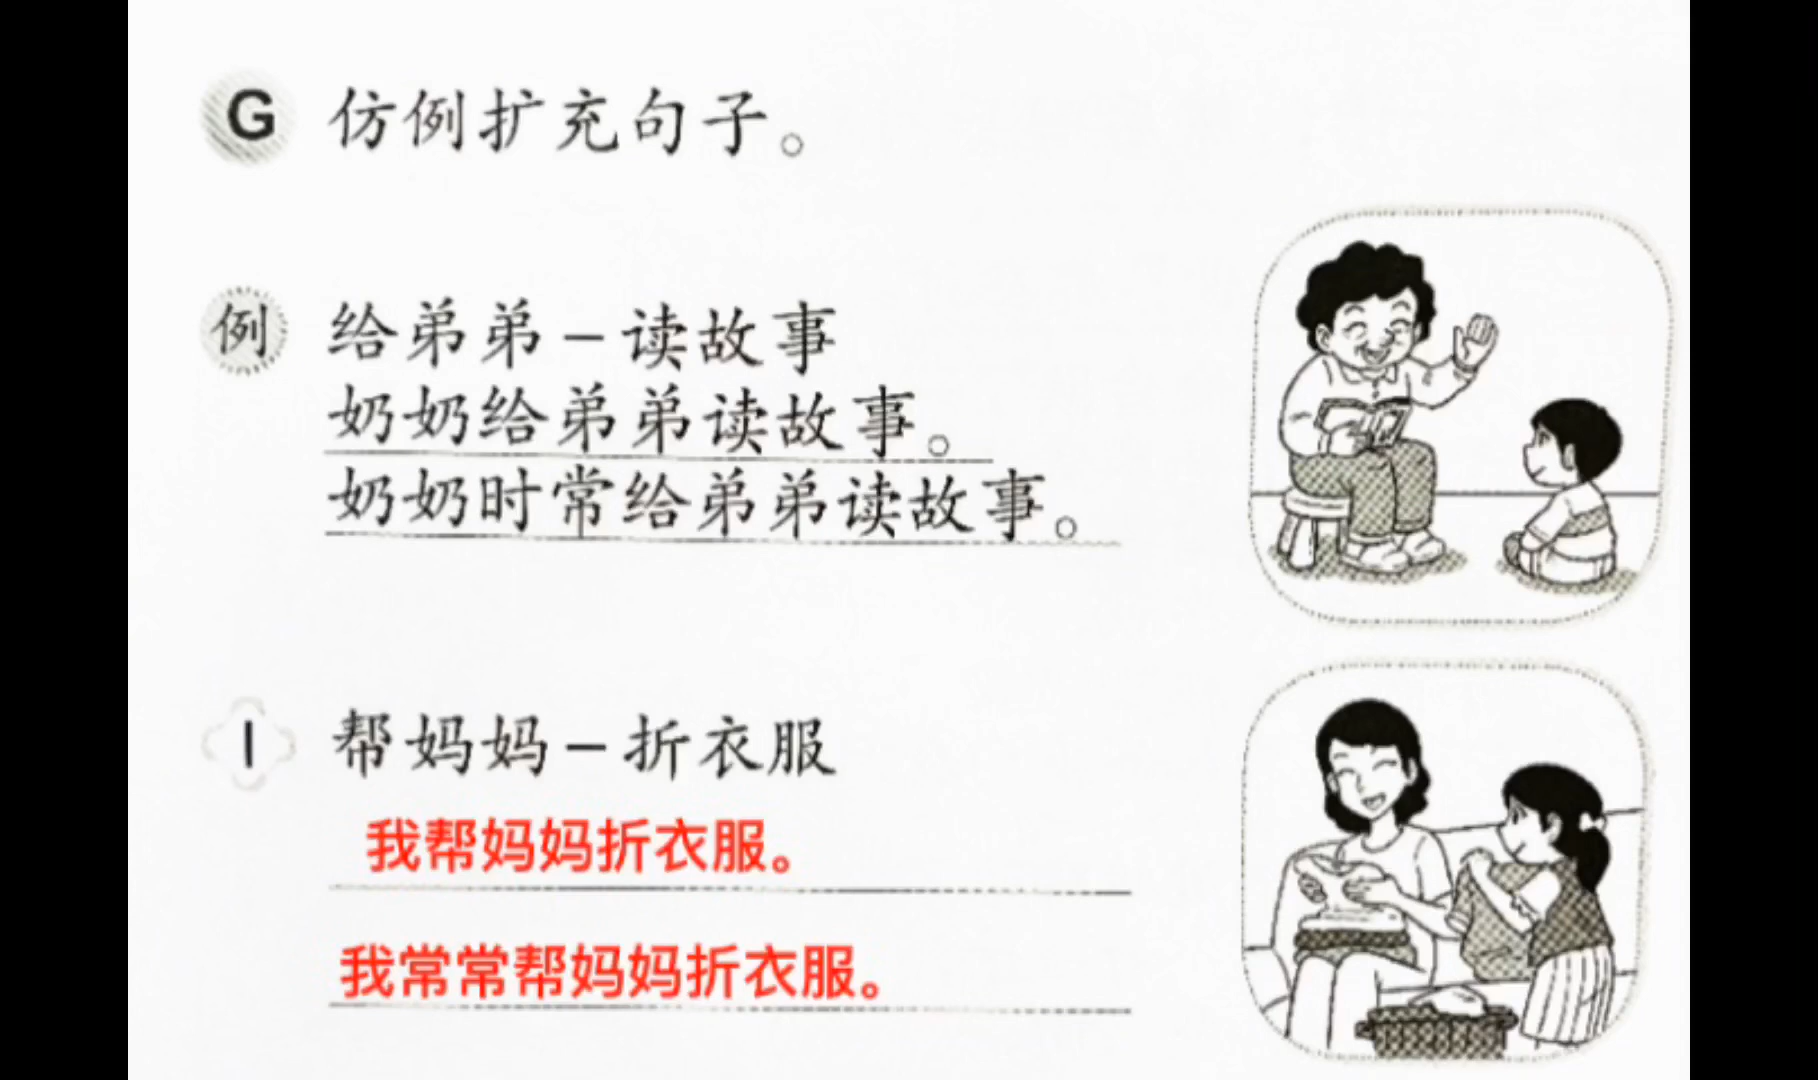 G 仿例扩充句子。
例 给弟弟－读故事
奶奶给弟弟读故事。
奶奶时常给弟弟读故事。
1 帮妈妈－折衣服
我帮妈妈折衣服。
我常常帮妈妈折衣服。